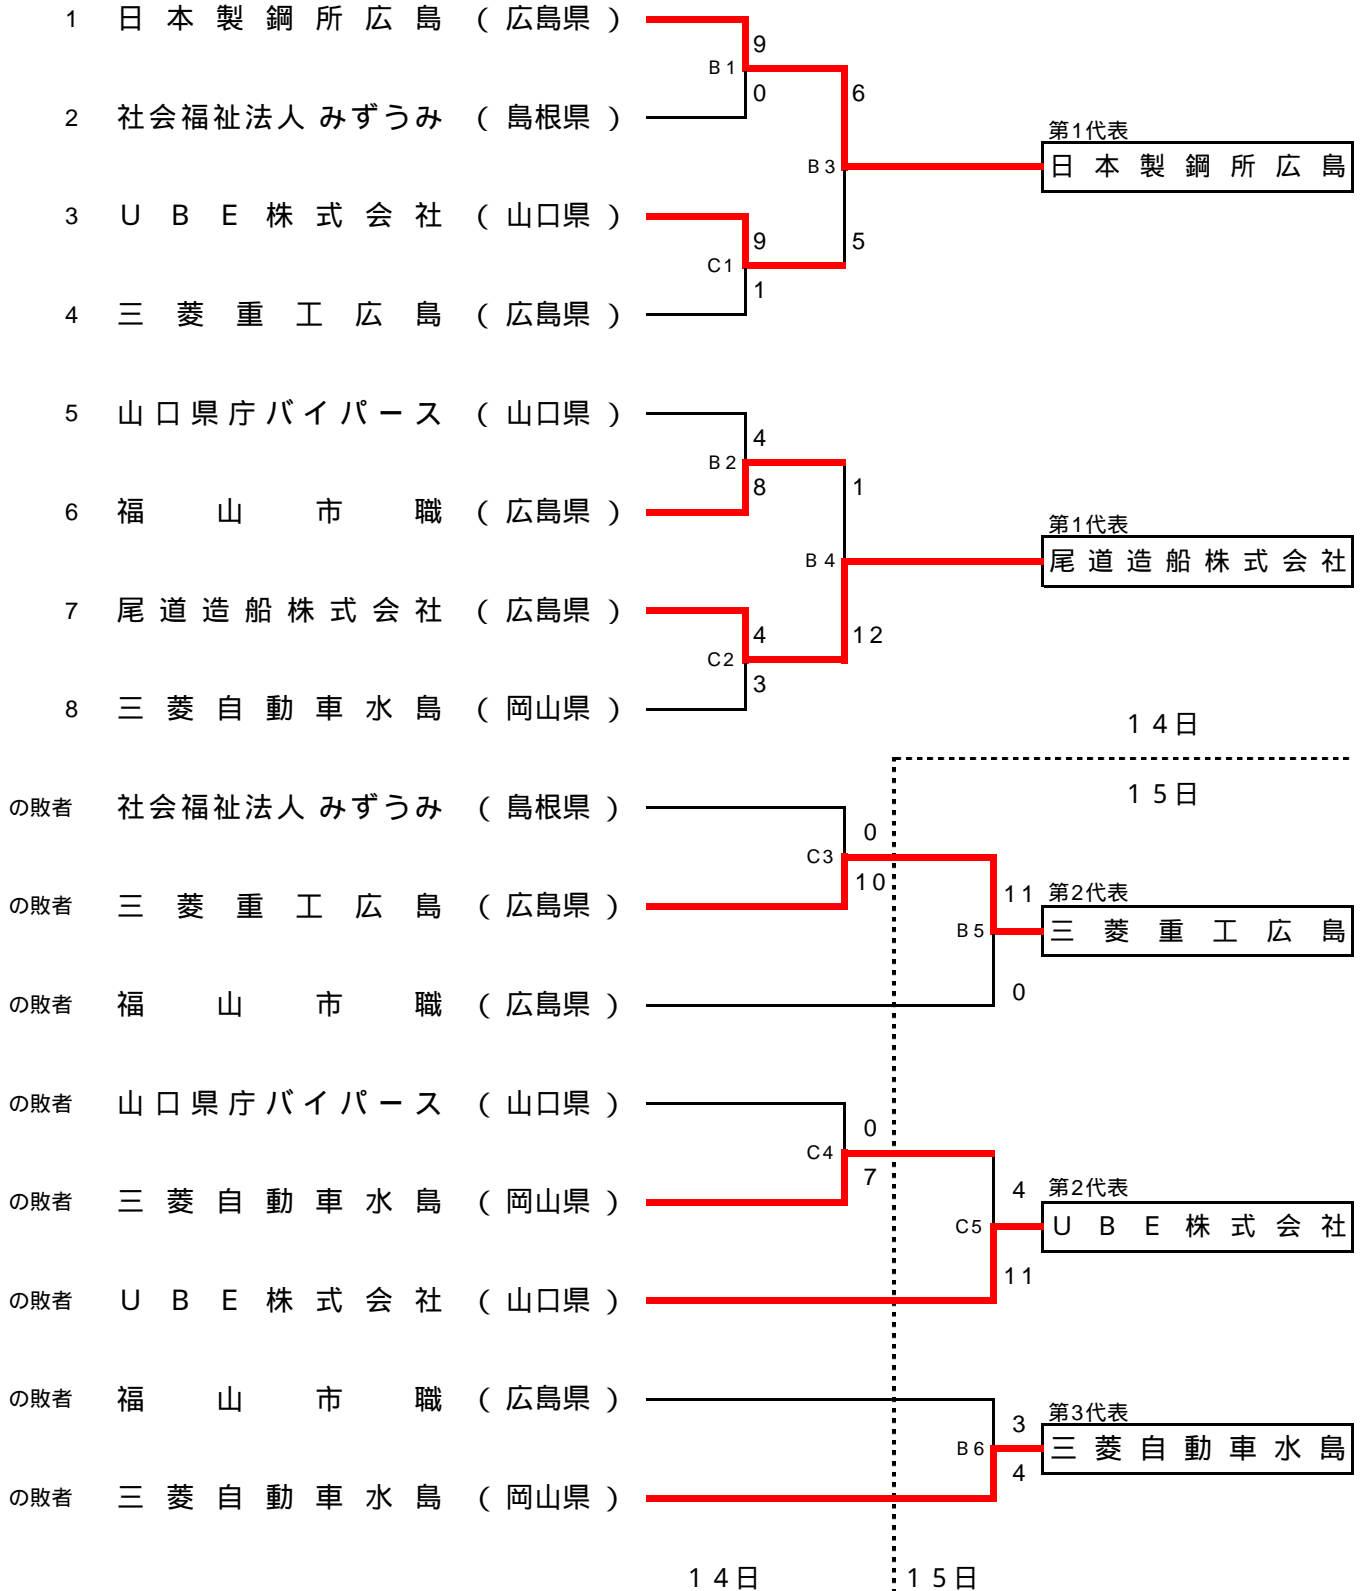 1 日本製鋼所広島 ( 広島県 )
9
B1
0
6
2 社会福祉法人 みずうみ ( 島根県 )
第1代表
B3
日本製鋼所広島
3 UBE株式会社 ( 山口県 )
9
5
C1
1
4 三菱重工広島 ( 広島県 )
5 山口県庁バイパース ( 山口県 )
4
B2
8
1
6 福山市職 ( 広島県 )
第1代表
B4
尾道造船株式会社
7 尾道造船株式会社 ( 広島県 )
4
12
C2
3
8 三菱自動車水島 ( 岡山県 )
14日
15日
の敗者 社会福祉法人 みずうみ ( 島根県 )
0
C3
10
11
第2代表
の敗者 三菱重工広島 ( 広島県 )
B5
三菱重工広島
0
の敗者 福山市職 ( 広島県 )
の敗者 山口県庁バイパース ( 山口県 )
0
C4
7
4
第2代表
の敗者 三菱自動車水島 ( 岡山県 )
C5
UBE株式会社
11
の敗者 UBE株式会社 ( 山口県 )
の敗者 福山市職 ( 広島県 )
3
第3代表
B6
三菱自動車水島
4
の敗者 三菱自動車水島 ( 岡山県 )
14日 15日